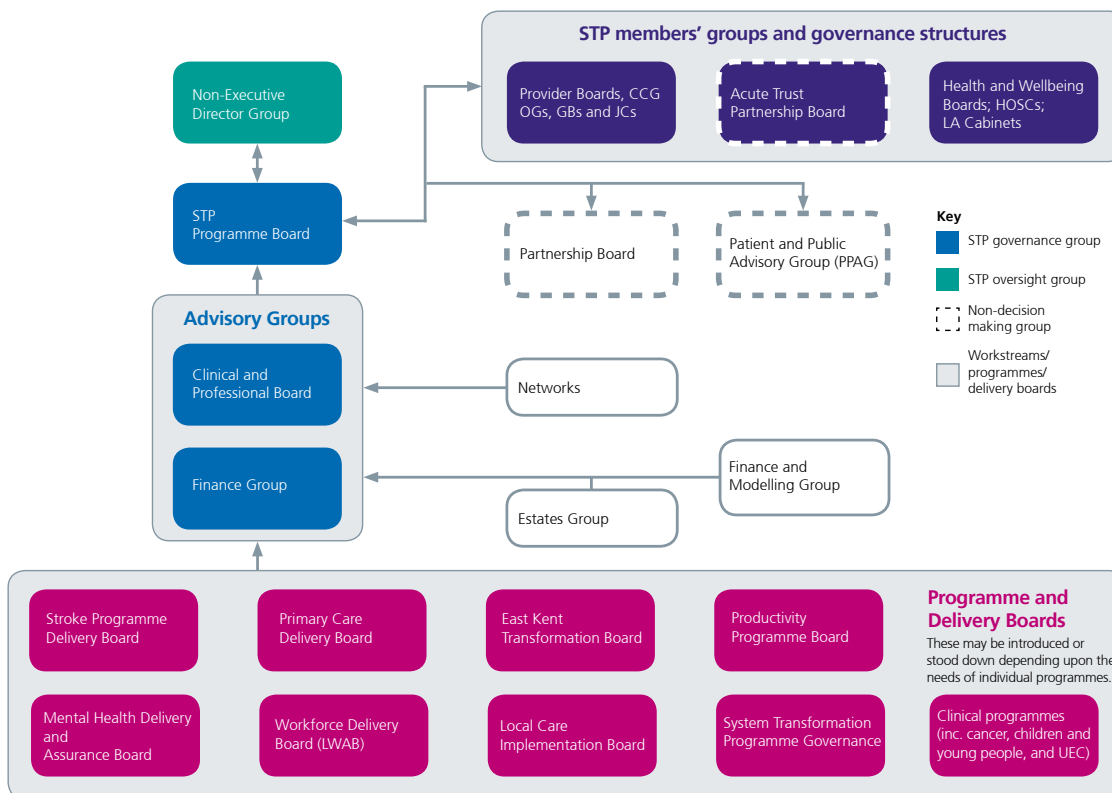 STP members’ groups and governance structures
Non-Executive
Director Group
Provider Boards, CCG
OGs, GBs and JCs
Acute Trust
Partnership Board
Health and Wellbeing
Boards; HOSCs;
LA Cabinets
STP
Programme Board
Partnership Board
Patient and Public
Advisory Group (PPAG)
Key
STP governance group
STP oversight group
Non-decision
making group
Workstreams/
programmes/
delivery boards
Advisory Groups
Clinical and
Professional Board
Networks
Finance Group
Finance and
Modelling Group
Estates Group
Stroke Programme
Delivery Board
Primary Care
Delivery Board
East Kent
Transformation Board
Productivity
Programme Board
Programme and
Delivery Boards
These may be introduced or
stood down depending upon the
needs of individual programmes.
Mental Health Delivery
and
Assurance Board
Workforce Delivery
Board (LWAB)
Local Care
Implementation Board
System Transformation
Programme Governance
Clinical programmes
(inc. cancer, children and
young people, and UEC)